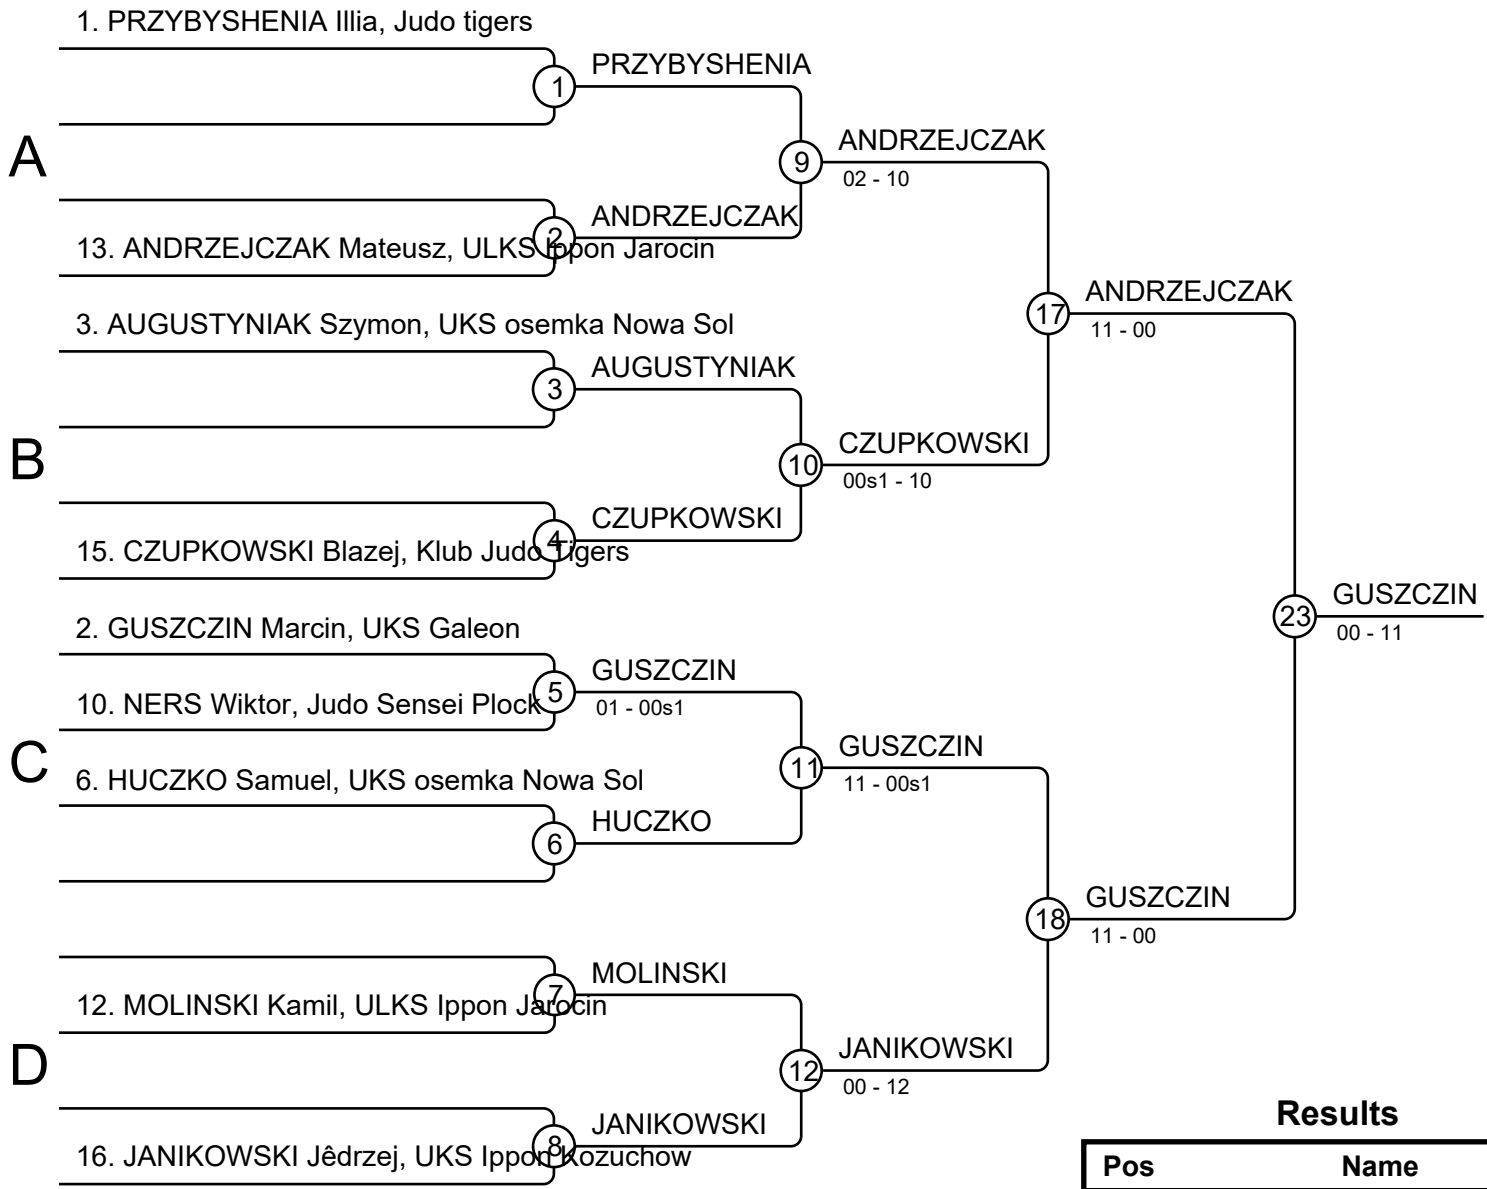 1. PRZYBYSHENIA Illia, Judo tigers
1
PRZYBYSHENIA
A
9
ANDRZEJCZAK
02 - 10
2
ANDRZEJCZAK
13. ANDRZEJCZAK Mateusz, ULKS Ippon Jarocin
17
ANDRZEJCZAK
11 - 00
3. AUGUSTYNIAK Szymon, UKS osemka Nowa Sol
3
AUGUSTYNIAK
B
10
CZUPKOWSKI
00s1 - 10
4
CZUPKOWSKI
15. CZUPKOWSKI Blazej, Klub Judo Tigers
23
GUSZCZIN
00 - 11
2. GUSZCZIN Marcin, UKS Galeon
5
GUSZCZIN
01 - 00s1
10. NERS Wiktor, Judo Sensei Plock
C
11
GUSZCZIN
11 - 00s1
6. HUCZKO Samuel, UKS osemka Nowa Sol
6
HUCZKO
18
GUSZCZIN
11 - 00
7
MOLINSKI
12. MOLINSKI Kamil, ULKS Ippon Jarocin
D
12
JANIKOWSKI
00 - 12
8
JANIKOWSKI
16. JANIKOWSKI Jêdrzej, UKS Ippon Kozuchow
Results
Pos Name